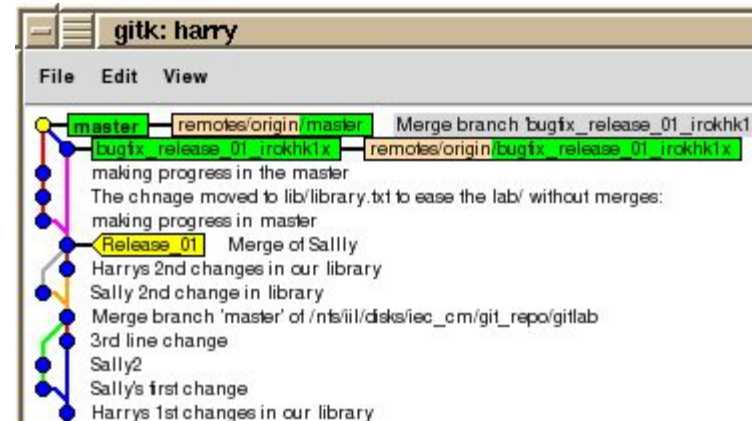 gitk: harry
File Edit View
master remotes/origin/master Merge branch 'bugfix_release_01_irokhk1
bugfix_release_01_irokhk1x remotes/origin/bugfix_release_01_irokhk1x
making progress in the master
The chnage moved to lib/library.txt to ease the lab/ without merges:
making progress in master
Release_01 Merge of Sallly
Harrys 2nd changes in our library
Sally 2nd change in library
Merge branch 'master' of /nfs/iil/disks/iec_cm/git_repo/gitlab
3rd line change
Sally2
Sally's first change
Harrys 1st changes in our library